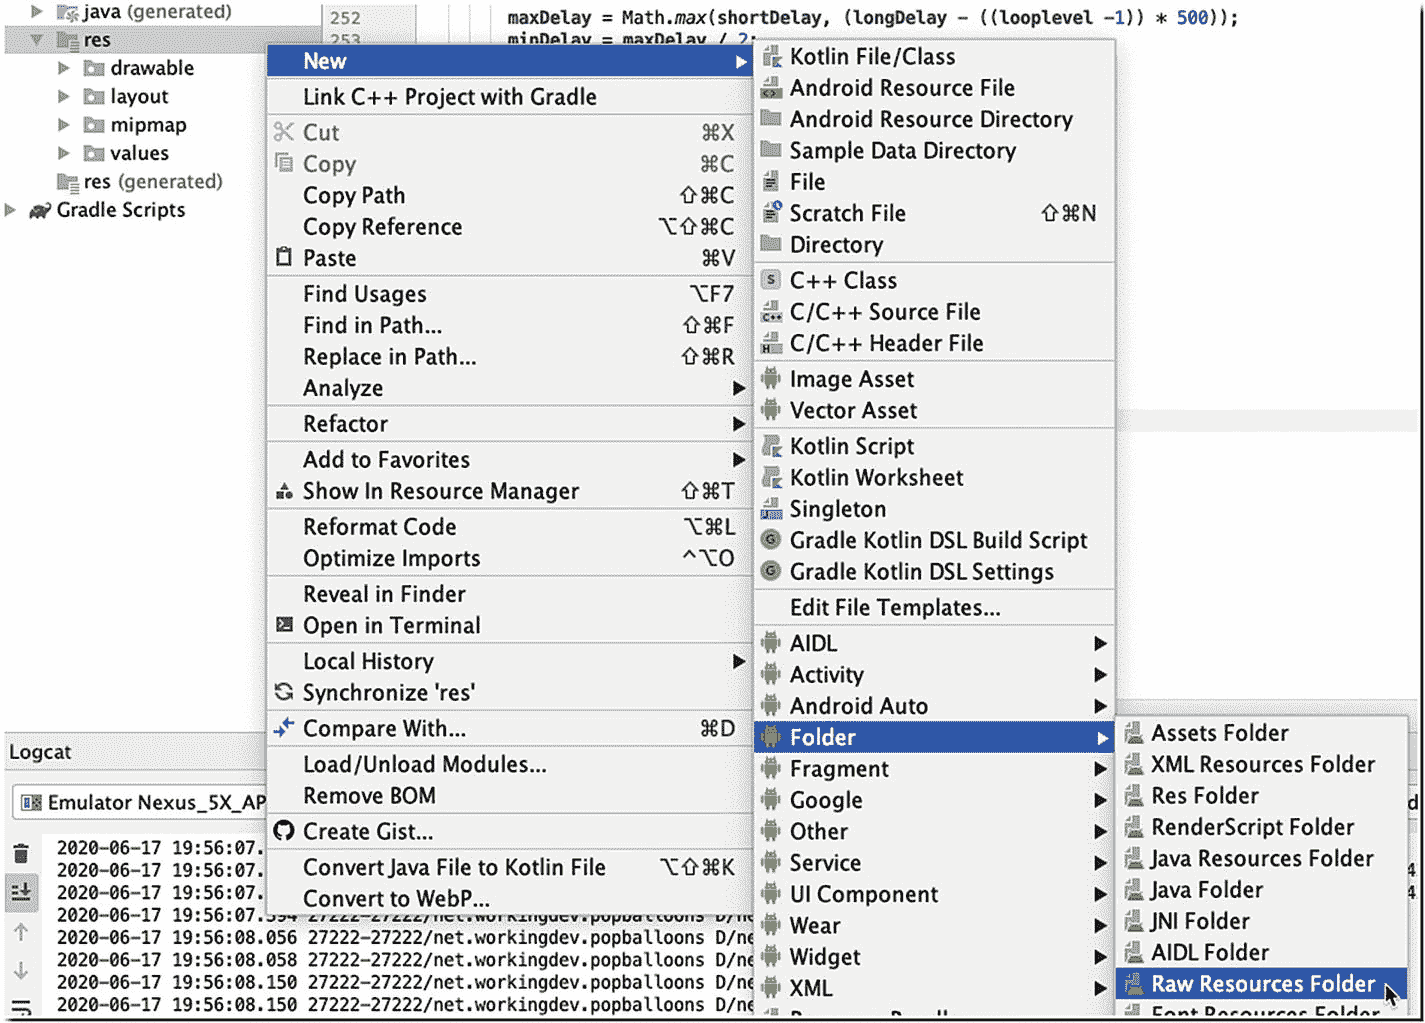 java (generated)
res
drawable
layout
mipmap
values
res (generated)
Gradle Scripts
252
253
maxDelay = Math.max(shortDelay, (longDelay - ((looplevel -1)) * 500));
minDelay = maxDelay / 2;
New
Link C++ Project with Gradle
Cut ⌘X
Copy ⌘C
Copy Path ⇧⌘C
Copy Reference ⌥⇧⌘C
Paste ⌘V
Find Usages ⌥F7
Find in Path... ⇧⌘F
Replace in Path... ⇧⌘R
Analyze
Refactor
Add to Favorites
Show In Resource Manager ⇧⌘T
Reformat Code ⌥⌘L
Optimize Imports ^⌥O
Reveal in Finder
Open in Terminal
Local History
Synchronize 'res'
Compare With... ⌘D
Load/Unload Modules...
Remove BOM
Create Gist...
Convert Java File to Kotlin File ⌥⇧⌘K
Convert to WebP...
Kotlin File/Class
Android Resource File
Android Resource Directory
Sample Data Directory
File
Scratch File ⇧⌘N
Directory
C++ Class
C/C++ Source File
C/C++ Header File
Image Asset
Vector Asset
Kotlin Script
Kotlin Worksheet
Singleton
Gradle Kotlin DSL Build Script
Gradle Kotlin DSL Settings
Edit File Templates...
AIDL
Activity
Android Auto
Folder
Fragment
Google
Other
Service
UI Component
Wear
Widget
XML
Assets Folder
XML Resources Folder
Res Folder
RenderScript Folder
Java Resources Folder
Java Folder
JNI Folder
AIDL Folder
Raw Resources Folder
Font Resources Folder
Logcat
Emulator Nexus_5X_AP
2020-06-17 19:56:07.
2020-06-17 19:56:07.
2020-06-17 19:56:07.
2020-06-17 19:56:07.594 27222-27222/net.workingdev.popballoons D/ne
2020-06-17 19:56:08.056 27222-27222/net.workingdev.popballoons D/ne
2020-06-17 19:56:08.058 27222-27222/net.workingdev.popballoons D/ne
2020-06-17 19:56:08.150 27222-27222/net.workingdev.popballoons D/ne
2020-06-17 19:56:08.150 27222-27222/net.workingdev.popballoons D/ne